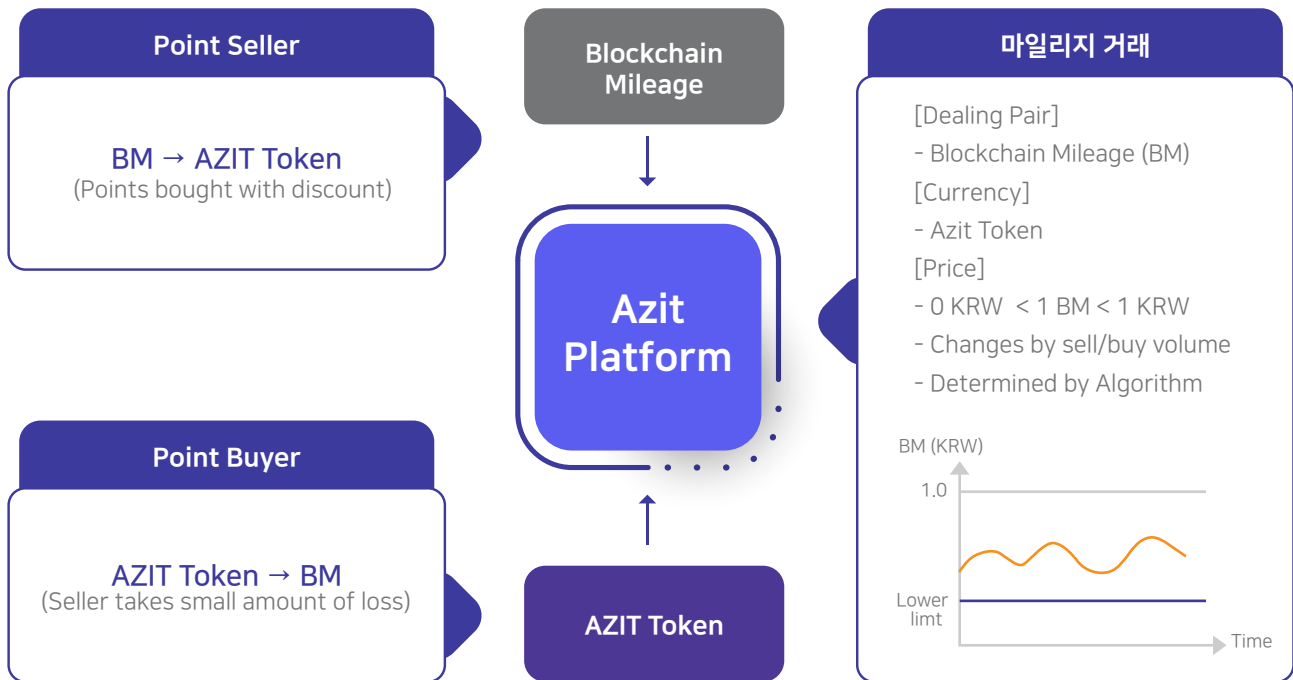 Point Seller
BM → AZIT Token
(Points bought with discount)
Point Buyer
AZIT Token → BM
(Seller takes small amount of loss)
Blockchain
Mileage
Azit
Platform
AZIT Token
마일리지 거래
[Dealing Pair]
- Blockchain Mileage (BM)
[Currency]
- Azit Token
[Price]
- 0 KRW < 1 BM < 1 KRW
- Changes by sell/buy volume
- Determined by Algorithm
BM (KRW)
1.0
Lower
limt
Time